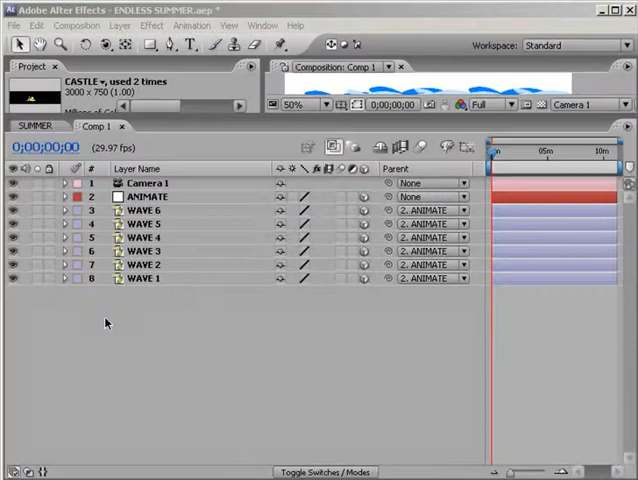 Adobe After Effects - ENDLESS SUMMER.aep *
File Edit Composition Layer Effect Animation View Window Help
Workspace: Standard
Project
Composition: Comp 1
CASTLE, used 2 times
3000 x 750 (1.00)
50% 0;00;00;00 Full Camera 1
SUMMER Comp 1
0;00;00;00 (29.97 fps)
05m 10m
# Layer Name Parent
1 Camera 1 None
2 ANIMATE None
3 WAVE 6 2. ANIMATE
4 WAVE 5 2. ANIMATE
5 WAVE 4 2. ANIMATE
6 WAVE 3 2. ANIMATE
7 WAVE 2 2. ANIMATE
8 WAVE 1 2. ANIMATE
Toggle Switches / Modes